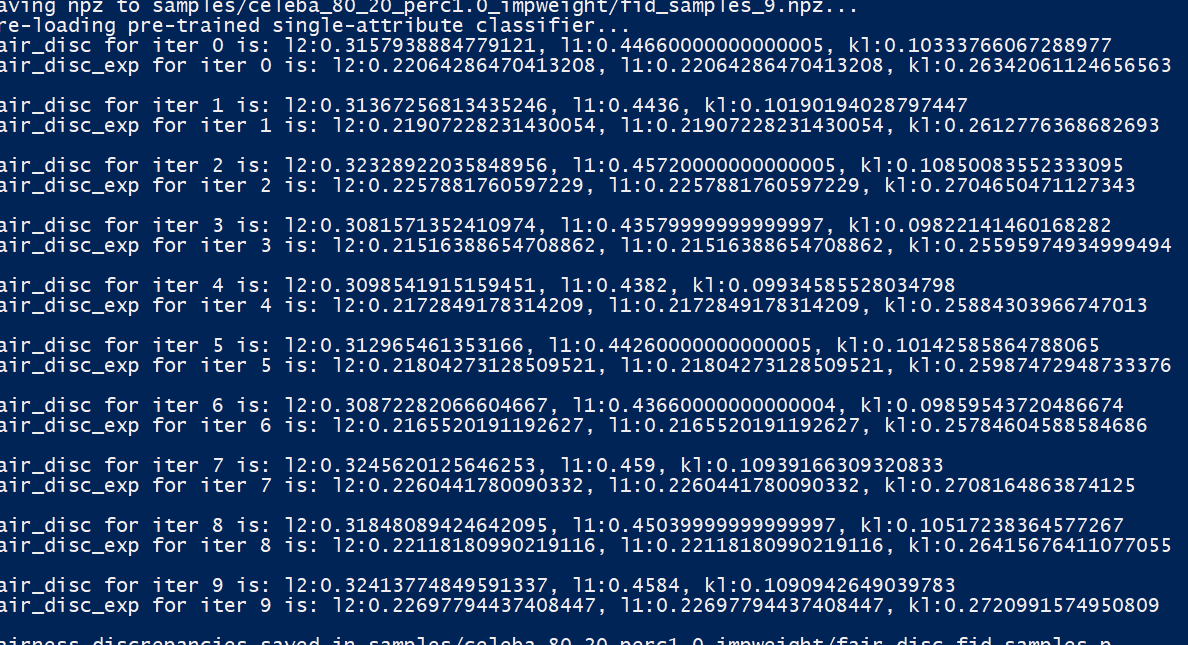 aving npz to samples/celeba_80_20_perc1.0_impweight/fid_samples_9.npz...
re-loading pre-trained single-attribute classifier...
air_disc for iter 0 is: l2:0.3157938884779121, l1:0.44660000000000005, kl:0.10333766067288977
air_disc_exp for iter 0 is: l2:0.22064286470413208, l1:0.22064286470413208, kl:0.26342061124656563
air_disc for iter 1 is: l2:0.31367256813435246, l1:0.4436, kl:0.10190194028797447
air_disc_exp for iter 1 is: l2:0.21907228231430054, l1:0.21907228231430054, kl:0.2612776368682693
air_disc for iter 2 is: l2:0.32328922035848956, l1:0.45720000000000005, kl:0.10850083552333095
air_disc_exp for iter 2 is: l2:0.2257881760597229, l1:0.2257881760597229, kl:0.2704650471127343
air_disc for iter 3 is: l2:0.3081571352410974, l1:0.43579999999999997, kl:0.09822141460168282
air_disc_exp for iter 3 is: l2:0.21516388654708862, l1:0.21516388654708862, kl:0.25595974934999494
air_disc for iter 4 is: l2:0.3098541915159451, l1:0.4382, kl:0.09934585528034798
air_disc_exp for iter 4 is: l2:0.2172849178314209, l1:0.2172849178314209, kl:0.25884303966747013
air_disc for iter 5 is: l2:0.312965461353166, l1:0.44260000000000005, kl:0.10142585864788065
air_disc_exp for iter 5 is: l2:0.21804273128509521, l1:0.21804273128509521, kl:0.25987472948733376
air_disc for iter 6 is: l2:0.30872282066604667, l1:0.43660000000000004, kl:0.09859543720486674
air_disc_exp for iter 6 is: l2:0.2165520191192627, l1:0.2165520191192627, kl:0.25784604588584686
air_disc for iter 7 is: l2:0.3245620125646253, l1:0.459, kl:0.10939166309320833
air_disc_exp for iter 7 is: l2:0.2260441780090332, l1:0.2260441780090332, kl:0.2708164863874125
air_disc for iter 8 is: l2:0.31848089424642095, l1:0.45039999999999997, kl:0.10517238364577267
air_disc_exp for iter 8 is: l2:0.22118180990219116, l1:0.22118180990219116, kl:0.26415676411077055
air_disc for iter 9 is: l2:0.32413774849591337, l1:0.4584, kl:0.1090942649039783
air_disc_exp for iter 9 is: l2:0.22697794437408447, l1:0.22697794437408447, kl:0.2720991574950809
airness discrepancies saved in samples/celeba_80_20_perc1.0_impweight/fair_disc_fid_samples.p